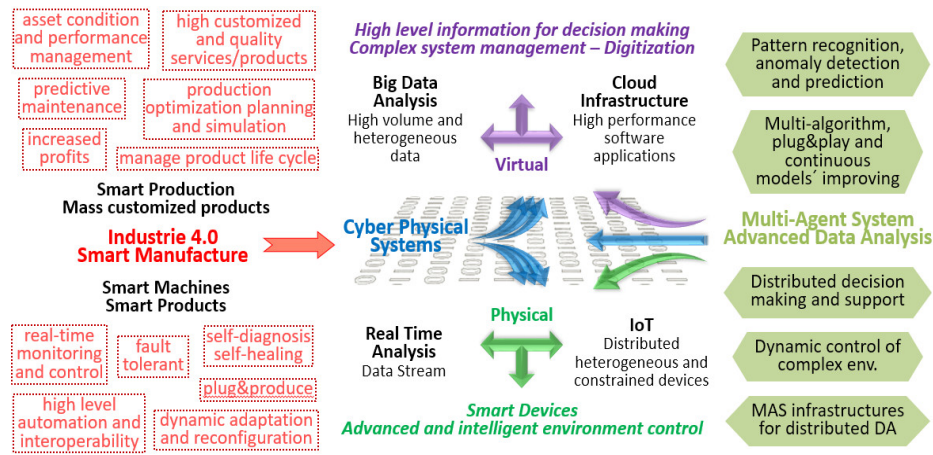 asset condition
and performance
management
high customized
and quality
services/products
predictive
maintenance
production
optimization planning
and simulation
increased
profits
manage product life cycle
Smart Production
Mass customized products
Industrie 4.0
Smart Manufacture
Smart Machines
Smart Products
real-time
monitoring
and control
fault
tolerant
self-diagnosis
self-healing
plug&produce
high level
automation and
interoperability
dynamic adaptation
and reconfiguration
High level information for decision making
Complex system management – Digitization
Big Data
Analysis
High volume and
heterogeneous
data
Cloud
Infrastructure
High performance
software
applications
Virtual
Cyber Physical
Systems
Physical
Real Time
Analysis
Data Stream
IoT
Distributed
heterogeneous and
constrained devices
Smart Devices
Advanced and intelligent environment control
Pattern recognition,
anomaly detection
and prediction
Multi-algorithm,
plug&play and
continuous
models´ improving
Multi-Agent System
Advanced Data Analysis
Distributed decision
making and support
Dynamic control of
complex env.
MAS infrastructures
for distributed DA